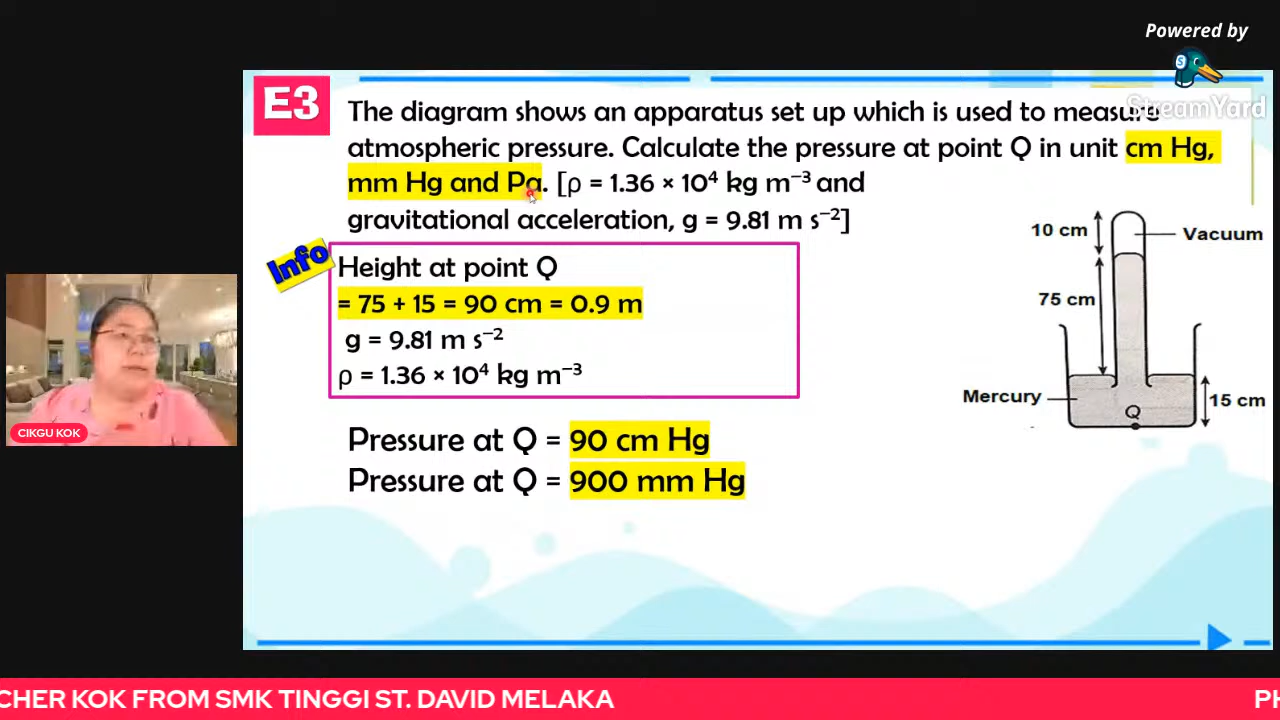 Powered by
StreamYard
E3
The diagram shows an apparatus set up which is used to measure
atmospheric pressure. Calculate the pressure at point Q in unit cm Hg,
mm Hg and Pa. [ρ = 1.36 × 10⁴ kg m⁻³ and
gravitational acceleration, g = 9.81 m s⁻²]
Info
Height at point Q
= 75 + 15 = 90 cm = 0.9 m
g = 9.81 m s⁻²
ρ = 1.36 × 10⁴ kg m⁻³
10 cm
Vacuum
75 cm
Mercury
Q
15 cm
Pressure at Q = 90 cm Hg
Pressure at Q = 900 mm Hg
CIKGU KOK
CHER KOK FROM SMK TINGGI ST. DAVID MELAKA
PH